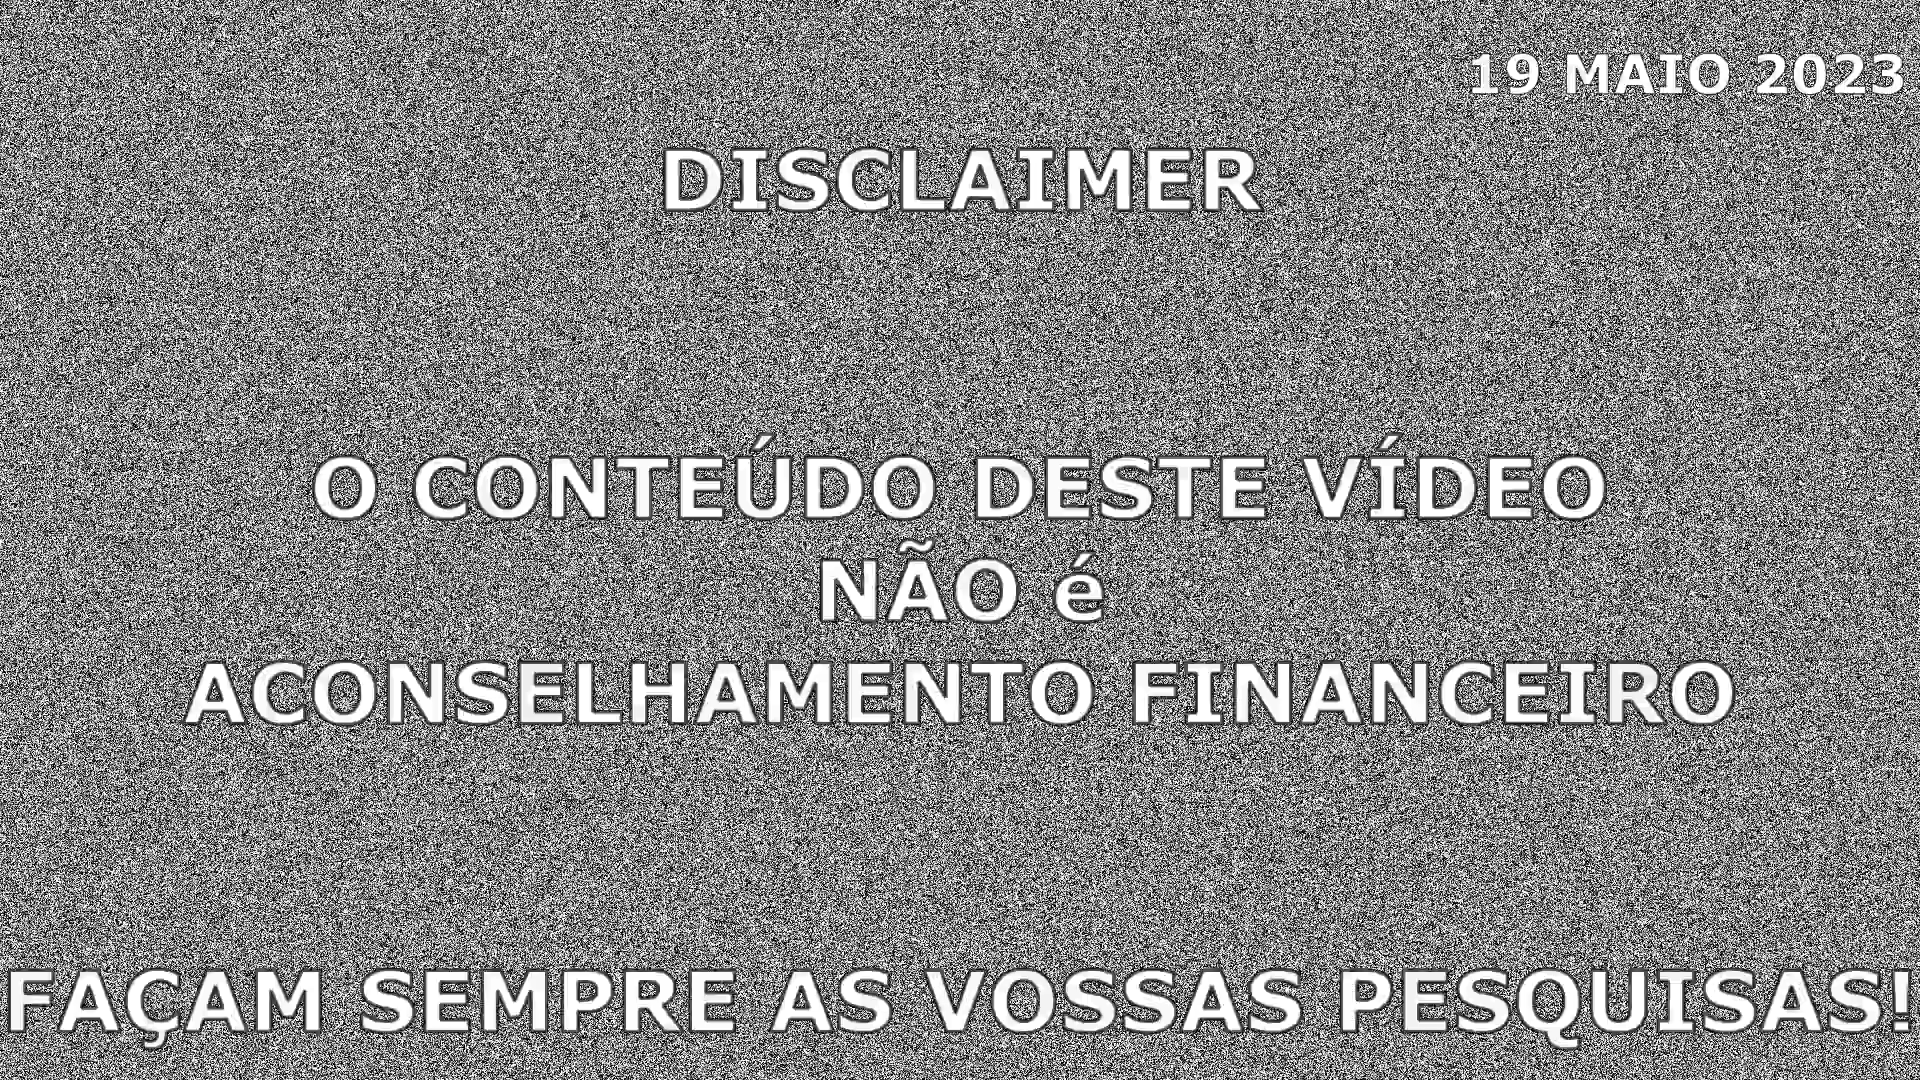 19 MAIO 2023
DISCLAIMER
O CONTEÚDO DESTE VÍDEO
NÃO é
ACONSELHAMENTO FINANCEIRO
FAÇAM SEMPRE AS VOSSAS PESQUISAS!